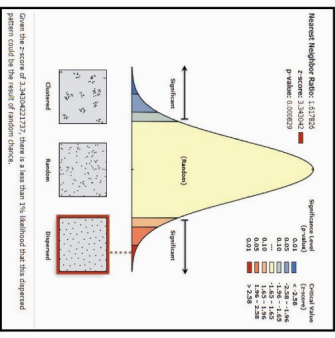 Nearest Neighbor Ratio: 1.617826
z-score: 3.343042
p-value: 0.000829
Significance Level
(p-value)
Critical Value
(z-score)
0.01 < -2.58
0.05 -2.58 - -1.96
0.10 -1.96 - -1.65
... -1.65 - 1.65
0.10 1.65 - 1.96
0.05 1.96 - 2.58
0.01 > 2.58
Significant
(Random)
Significant
Clustered
Random
Dispersed
Given the z-score of 3.34304221737, there is a less than 1% likelihood that this dispersed
pattern could be the result of random chance.